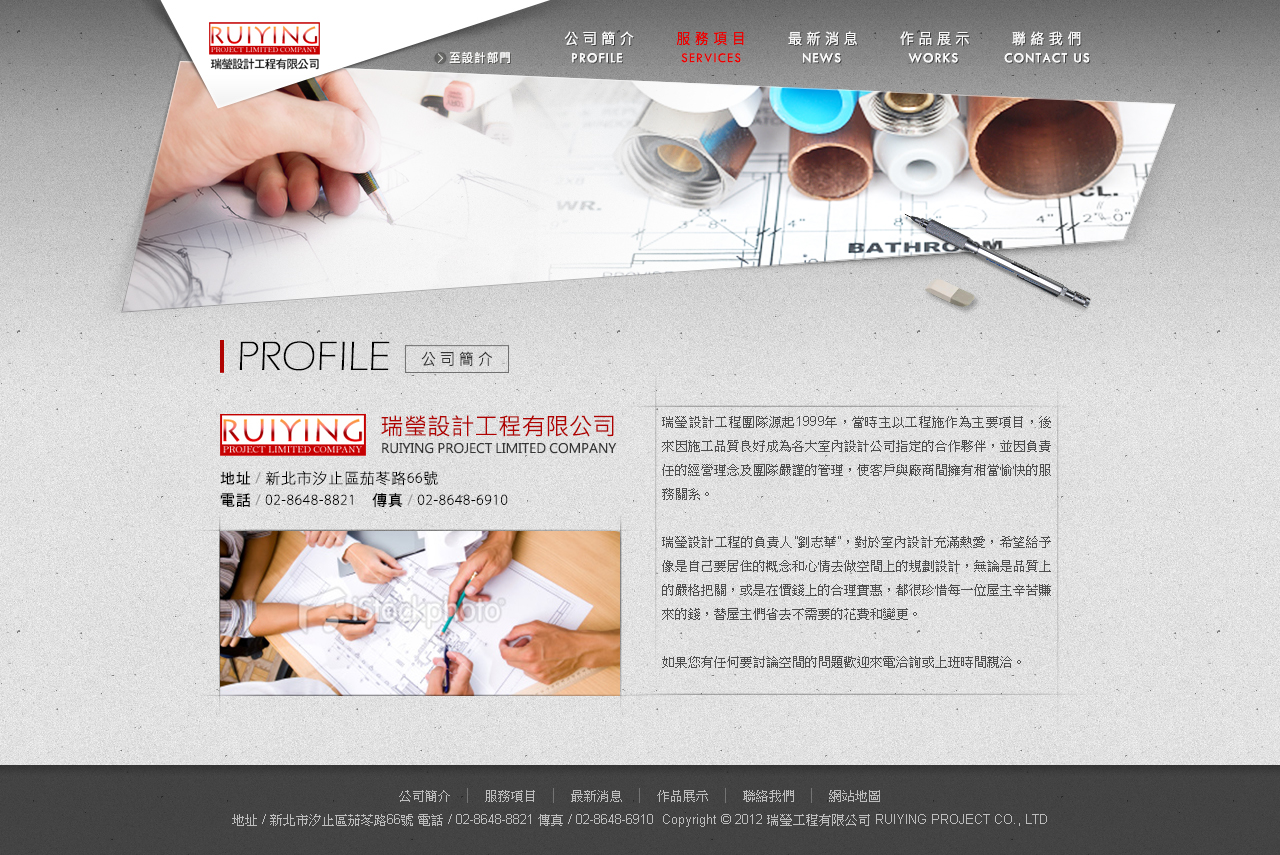 RUIYING
PROJECT LIMITED COMPANY
瑞瑩設計工程有限公司
至設計部門
公司簡介
PROFILE
服務項目
SERVICES
最新消息
NEWS
作品展示
WORKS
聯絡我們
CONTACT US
WR.
3'-8"
4"
4"
2'-0"
CL.
BATHROOM
PROFILE 公司簡介
RUIYING
PROJECT LIMITED COMPANY
瑞瑩設計工程有限公司
RUIYING PROJECT LIMITED COMPANY
地址 / 新北市汐止區茄苳路66號
電話 / 02-8648-8821 傳真 / 02-8648-6910
iStockphoto
瑞瑩設計工程團隊源起1999年，當時主以工程施作為主要項目，後
來因施工品質良好成為各大室內設計公司指定的合作夥伴，並因負責
任的經營理念及團隊嚴謹的管理，使客戶與廠商間擁有相當愉快的服
務關系。
瑞瑩設計工程的負責人"劉志華"，對於室內設計充滿熱愛，希望給予
像是自己要居住的概念和心情去做空間上的規劃設計，無論是品質上
的嚴格把關，或是在價錢上的合理實惠，都很珍惜每一位屋主辛苦賺
來的錢，替屋主們省去不需要的花費和變更。
如果您有任何要討論空間的問題歡迎來電洽詢或上班時間親洽。
公司簡介 | 服務項目 | 最新消息 | 作品展示 | 聯絡我們 | 網站地圖
地址 / 新北市汐止區茄苳路66號 電話 / 02-8648-8821 傳真 / 02-8648-6910 Copyright © 2012 瑞瑩工程有限公司 RUIYING PROJECT CO., LTD